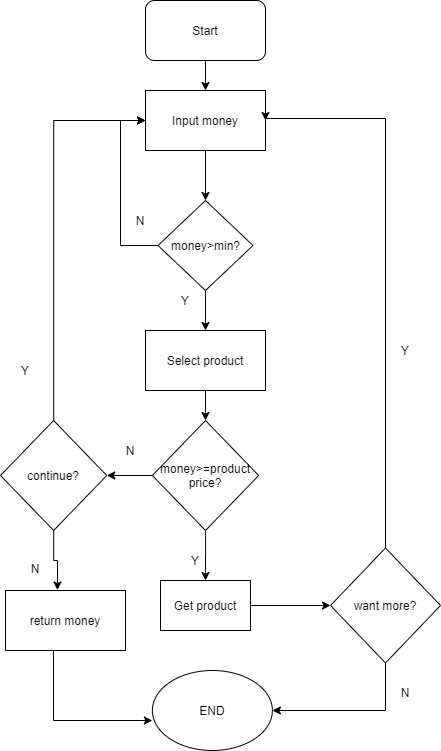 Start
Input money
N
money>min?
Y
Select product
Y
Y
N
continue?
money>=product
price?
N
Y
return money
Get product
want more?
N
END